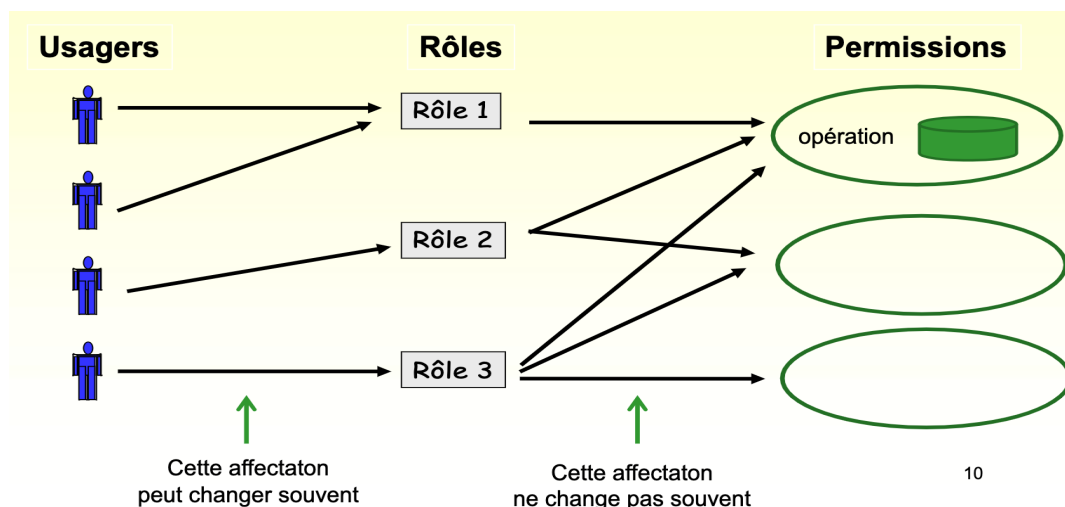 Usagers
Rôles
Permissions
Rôle 1
opération
Rôle 2
Rôle 3
Cette affectaton
peut changer souvent
Cette affectaton
ne change pas souvent
10